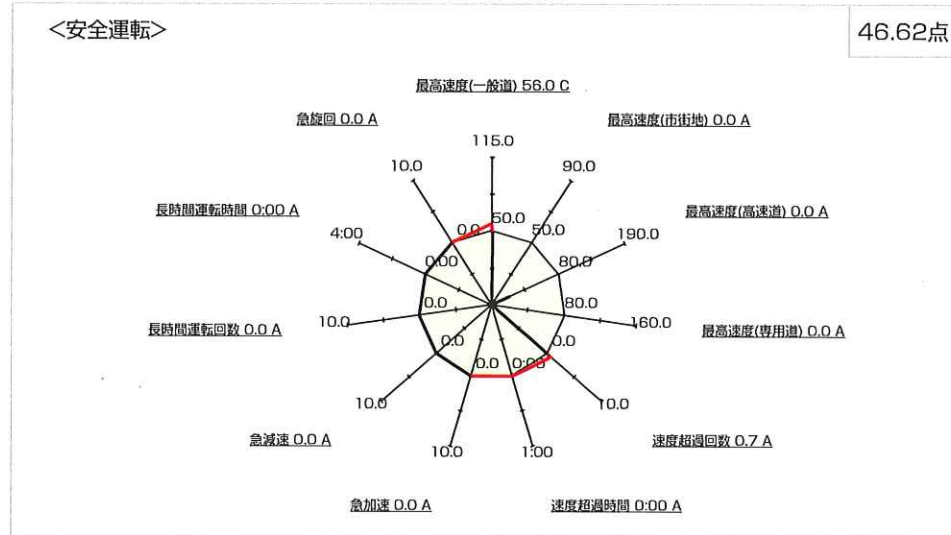 <安全運転>
46.62点
最高速度(一般道) 56.0 C
急旋回 0.0 A
最高速度(市街地) 0.0 A
115.0
10.0
90.0
長時間運転時間 0:00 A
最高速度(高速道) 0.0 A
4:00
0.0
50.0
50.0
190.0
0.00
80.0
長時間運転回数 0.0 A
10.0
0.0
80.0
160.0
最高速度(専用道) 0.0 A
0.0
0.0
0.0
0:03
10.0
10.0
急減速 0.0 A
10.0
1:00
速度超過回数 0.7 A
急加速 0.0 A
速度超過時間 0:00 A